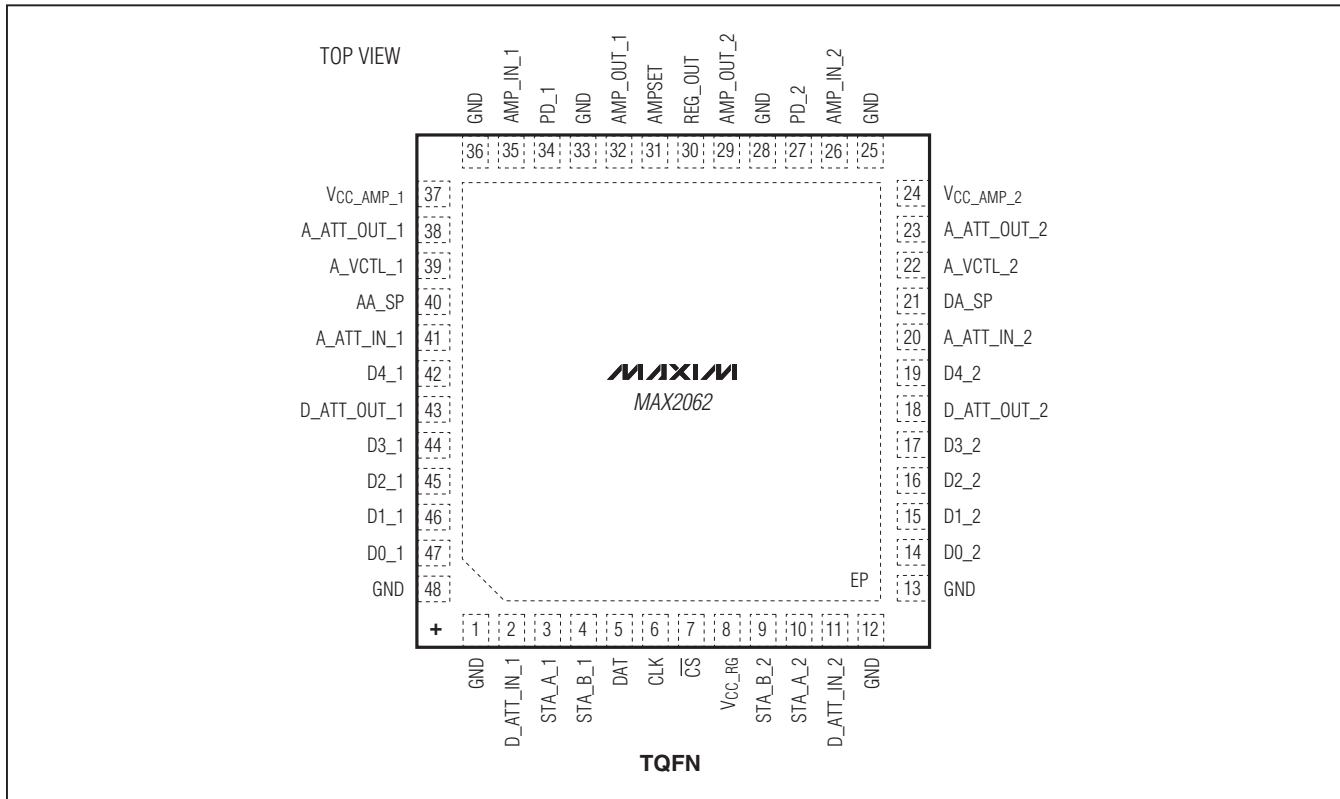 TOP VIEW
GND
AMP_IN_1
PD_1
GND
AMP_OUT_1
AMPSET
REG_OUT
AMP_OUT_2
GND
PD_2
AMP_IN_2
GND
36 35 34 33 32 31 30 29 28 27 26 25
VCC_AMP_1 37
A_ATT_OUT_1 38
A_VCTL_1 39
AA_SP 40
A_ATT_IN_1 41
D4_1 42
D_ATT_OUT_1 43
D3_1 44
D2_1 45
D1_1 46
D0_1 47
GND 48
MAXIM
MAX2062
EP
24 VCC_AMP_2
23 A_ATT_OUT_2
22 A_VCTL_2
21 DA_SP
20 A_ATT_IN_2
19 D4_2
18 D_ATT_OUT_2
17 D3_2
16 D2_2
15 D1_2
14 D0_2
13 GND
+ 1 2 3 4 5 6 7 8 9 10 11 12
GND
D_ATT_IN_1
STA_A_1
STA_B_1
DAT
CLK
C̅S̅
VCC_RG
STA_B_2
STA_A_2
D_ATT_IN_2
GND
TQFN